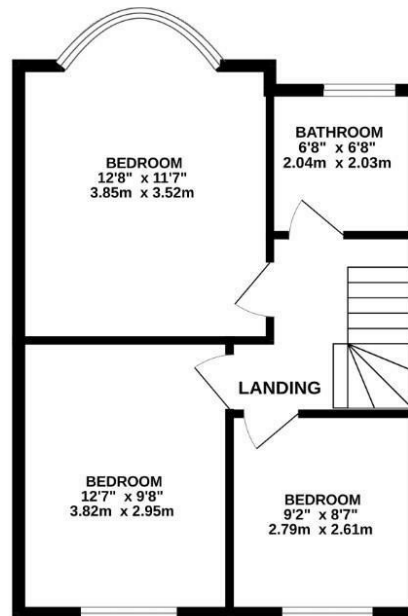 BEDROOM
12'8" x 11'7"
3.85m x 3.52m
BATHROOM
6'8" x 6'8"
2.04m x 2.03m
LANDING
BEDROOM
12'7" x 9'8"
3.82m x 2.95m
BEDROOM
9'2" x 8'7"
2.79m x 2.61m